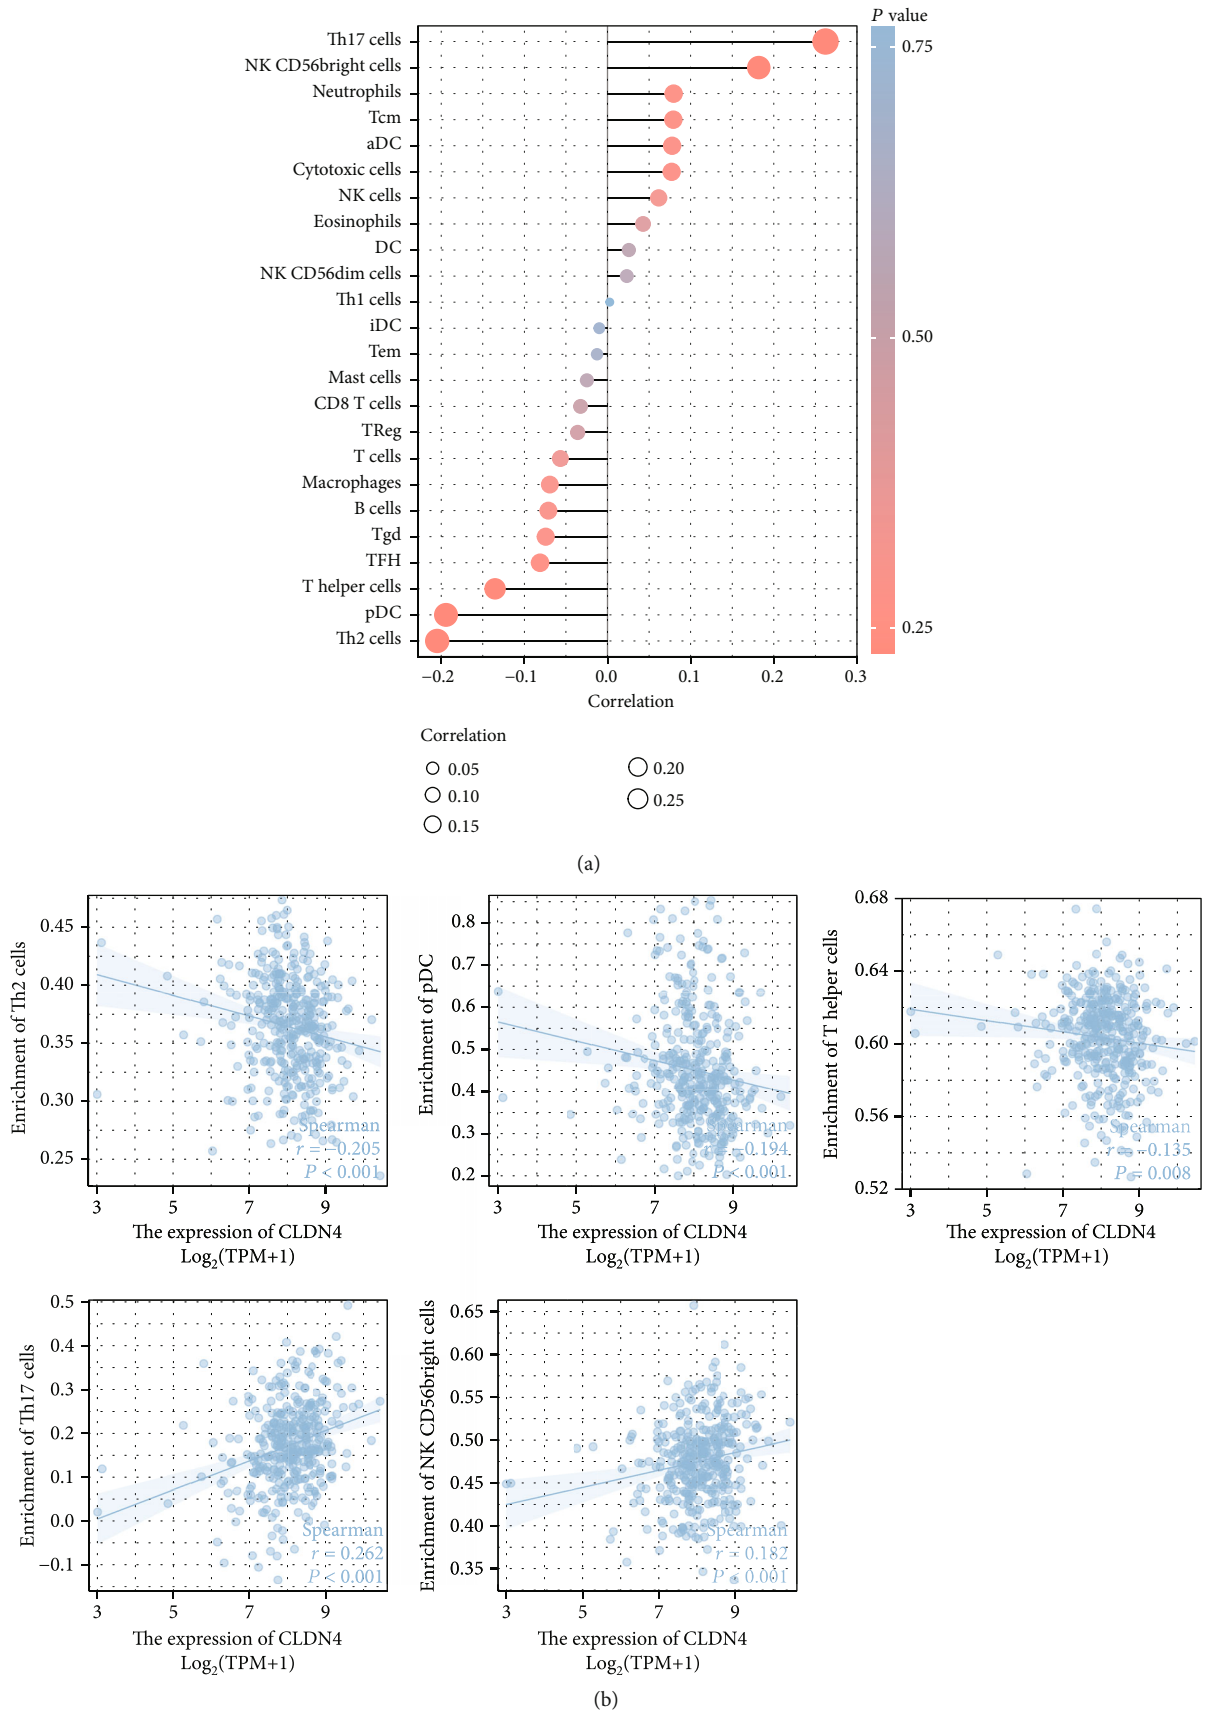 P value
Th17 cells
NK CD56bright cells
Neutrophils
Tcm
aDC
Cytotoxic cells
NK cells
Eosinophils
DC
NK CD56dim cells
Th1 cells
iDC
Tem
Mast cells
CD8 T cells
TReg
T cells
Macrophages
B cells
Tgd
TFH
T helper cells
pDC
Th2 cells
0.75
0.50
0.25
−0.2 −0.1 0.0 0.1 0.2 0.3
Correlation
Correlation
0.05
0.10
0.15
0.20
0.25
(a)
Enrichment of Th2 cells
0.45
0.40
0.35
0.30
0.25
Spearman
r = −0.205
P < 0.001
3 5 7 9
The expression of CLDN4
Log₂(TPM+1)
Enrichment of pDC
0.8
0.7
0.6
0.5
0.4
0.3
0.2
Spearman
r = −0.194
P < 0.001
3 5 7 9
The expression of CLDN4
Log₂(TPM+1)
Enrichment of T helper cells
0.68
0.64
0.60
0.56
0.52
Spearman
r = −0.135
P = 0.008
3 5 7 9
The expression of CLDN4
Log₂(TPM+1)
Enrichment of Th17 cells
0.5
0.4
0.3
0.2
0.1
0.0
−0.1
Spearman
r = 0.262
P < 0.001
3 5 7 9
The expression of CLDN4
Log₂(TPM+1)
Enrichment of NK CD56bright cells
0.65
0.60
0.55
0.50
0.45
0.40
0.35
Spearman
r = 0.182
P < 0.001
3 5 7 9
The expression of CLDN4
Log₂(TPM+1)
(b)